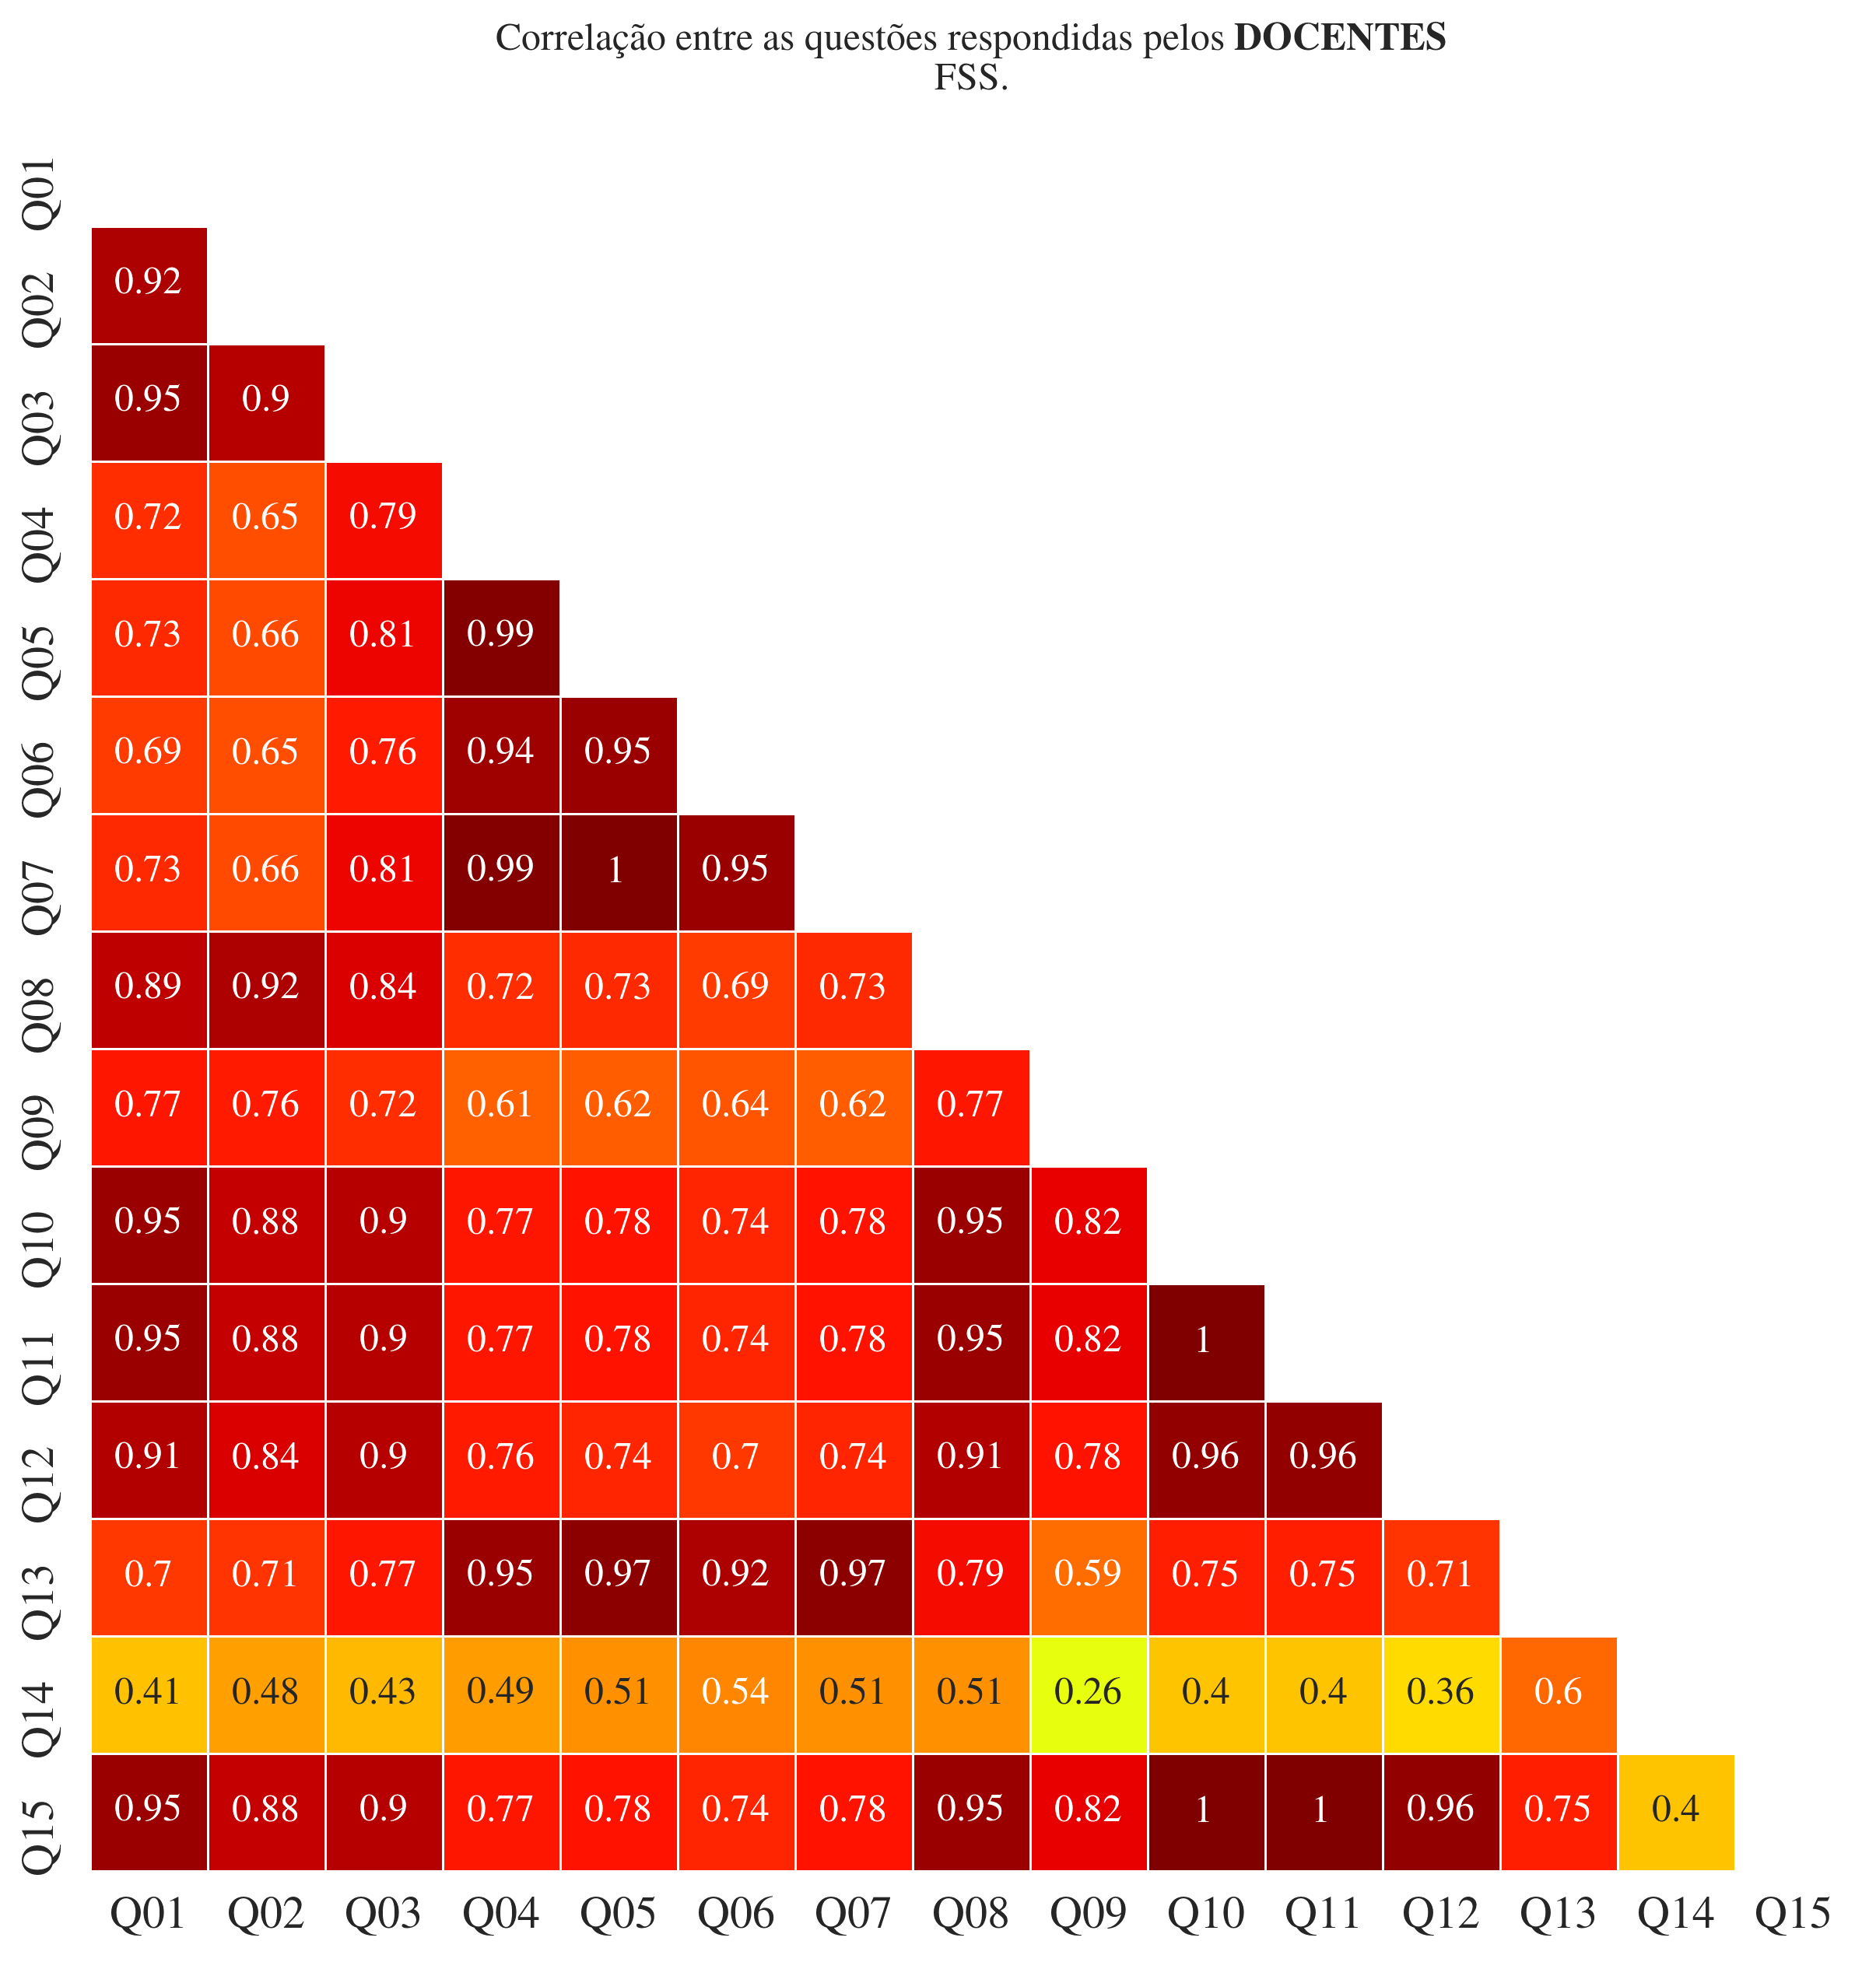 Correlação entre as questões respondidas pelos DOCENTES
FSS.
Q01
Q02 0.92
Q03 0.95 0.9
Q04 0.72 0.65 0.79
Q05 0.73 0.66 0.81 0.99
Q06 0.69 0.65 0.76 0.94 0.95
Q07 0.73 0.66 0.81 0.99 1 0.95
Q08 0.89 0.92 0.84 0.72 0.73 0.69 0.73
Q09 0.77 0.76 0.72 0.61 0.62 0.64 0.62 0.77
Q10 0.95 0.88 0.9 0.77 0.78 0.74 0.78 0.95 0.82
Q11 0.95 0.88 0.9 0.77 0.78 0.74 0.78 0.95 0.82 1
Q12 0.91 0.84 0.9 0.76 0.74 0.7 0.74 0.91 0.78 0.96 0.96
Q13 0.7 0.71 0.77 0.95 0.97 0.92 0.97 0.79 0.59 0.75 0.75 0.71
Q14 0.41 0.48 0.43 0.49 0.51 0.54 0.51 0.51 0.26 0.4 0.4 0.36 0.6
Q15 0.95 0.88 0.9 0.77 0.78 0.74 0.78 0.95 0.82 1 1 0.96 0.75 0.4
Q01 Q02 Q03 Q04 Q05 Q06 Q07 Q08 Q09 Q10 Q11 Q12 Q13 Q14 Q15